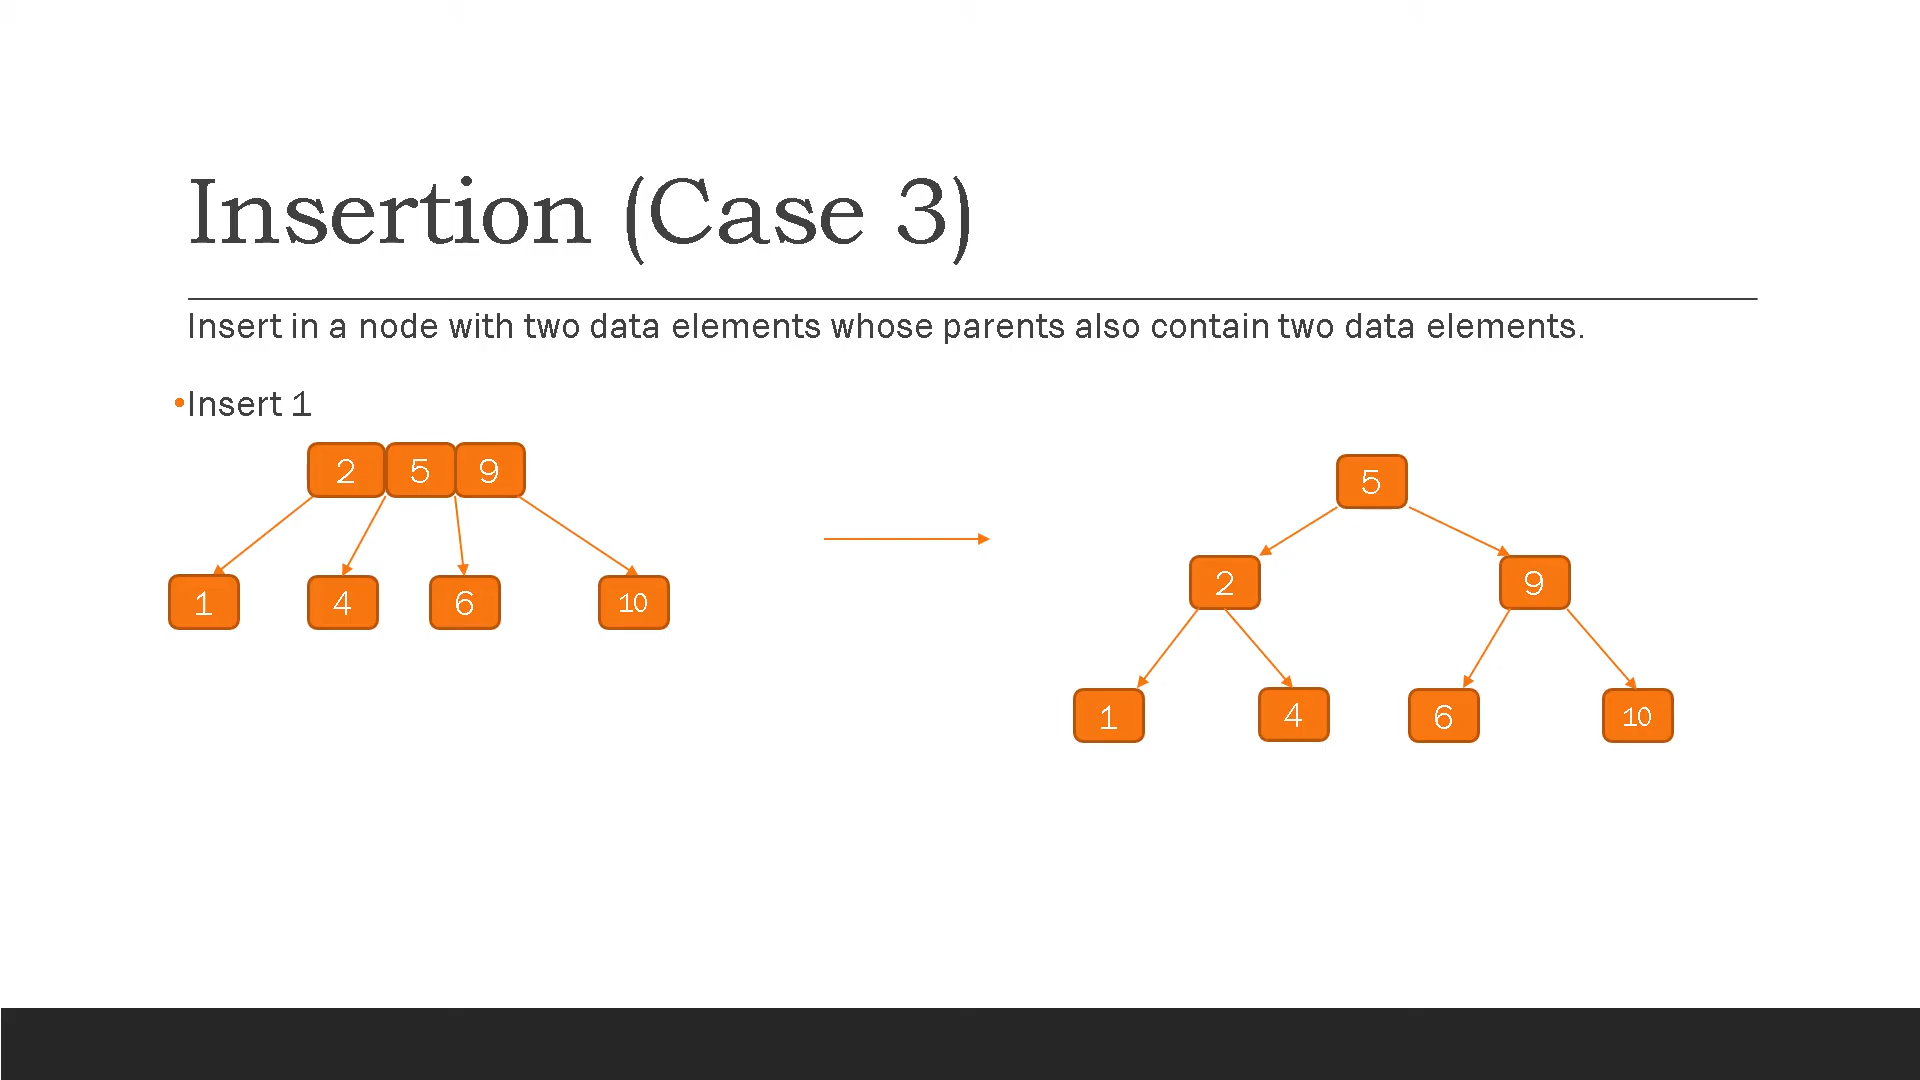 Insertion (Case 3)
Insert in a node with two data elements whose parents also contain two data elements.
•Insert 1
2 5 9
1 4 6 10
5
2 9
1 4 6 10